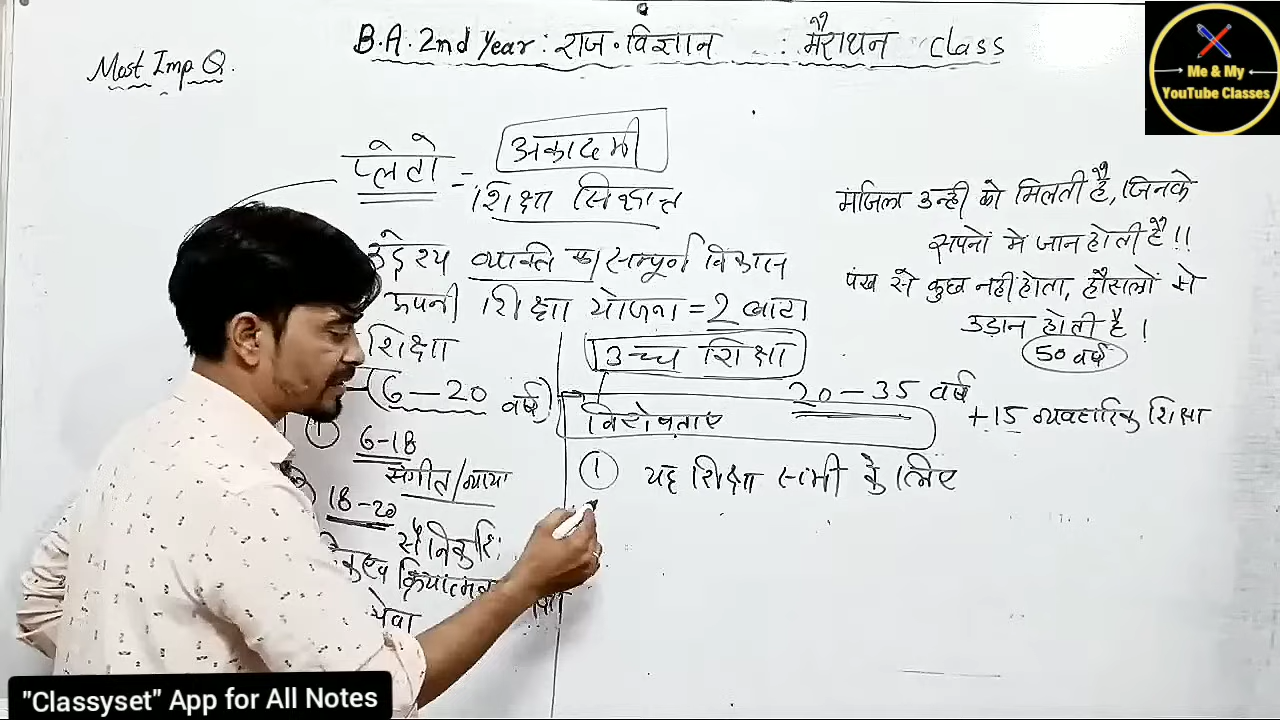 B.A. 2nd Year : राज. विज्ञान : मैराथन Class
Most Imp Q.
Me & My
YouTube Classes
प्लेटो = अकादमी
शिक्षा सिद्धान्त
उद्देश्य व्यक्ति का सम्पूर्ण विकास
अपनी शिक्षा योजना = 2 बाटा
शिक्षा
6 – 20 वर्ष
1
6-18
संगीत/व्याया
18-20
सैनिक शि
क्रियात्मक
सेवा
उच्च शिक्षा
20 – 35 वर्ष
+15 व्यवहारिक शिक्षा
50 वर्ष
विशेषताए
1 यह शिक्षा सभी के लिए
मंजिल उन्ही को मिलती है, जिनके
सपनों मे जान होती है !!
पंख से कुछ नहीं होता, हौसलों से
उड़ान होती है ।
"Classyset" App for All Notes